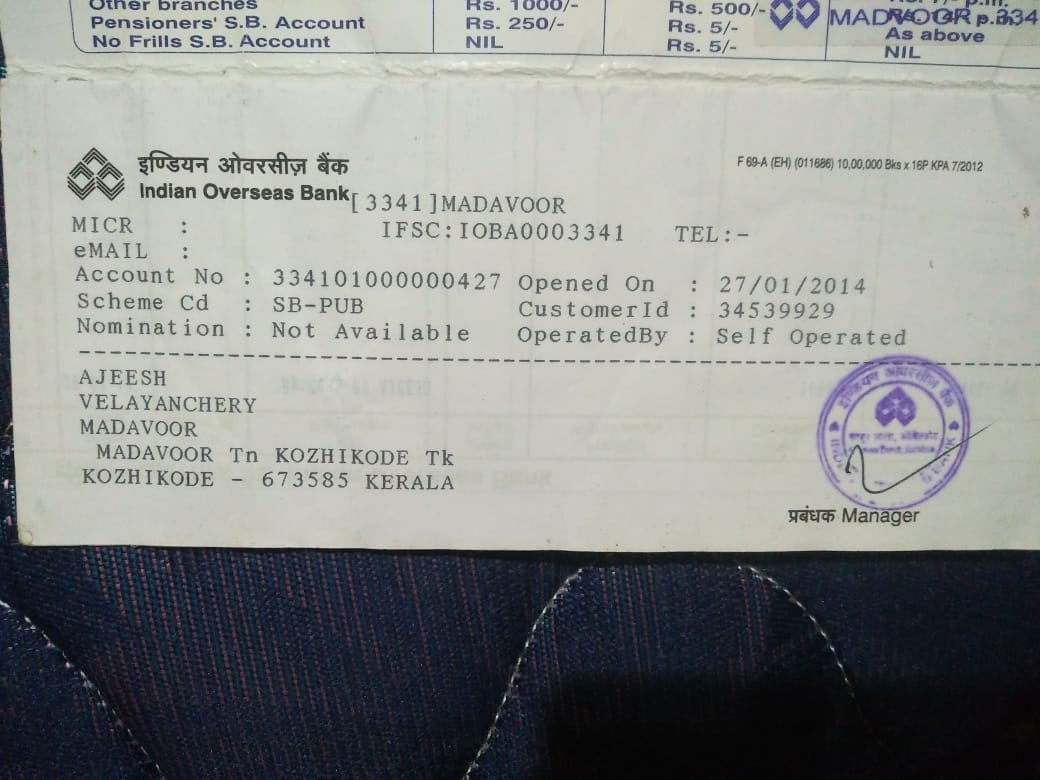 Other branches Rs. 1000/- Rs. 500/-
Pensioners' S.B. Account Rs. 250/- Rs. 5/- As above
No Frills S.B. Account NIL Rs. 5/- NIL
इण्डियन ओवरसीज़ बैंक
Indian Overseas Bank
F 69-A (EH) (011686) 10,00,000 Bks x 16P KPA 7/2012
[3341]MADAVOOR
MICR : IFSC:IOBA0003341 TEL:-
eMAIL :
Account No : 334101000000427 Opened On : 27/01/2014
Scheme Cd : SB-PUB CustomerId : 34539929
Nomination : Not Available OperatedBy : Self Operated
AJEESH
VELAYANCHERY
MADAVOOR
MADAVOOR Tn KOZHIKODE Tk
KOZHIKODE - 673585 KERALA
इण्डियन ओवरसीज़ बैंक
प्रबंधक Manager